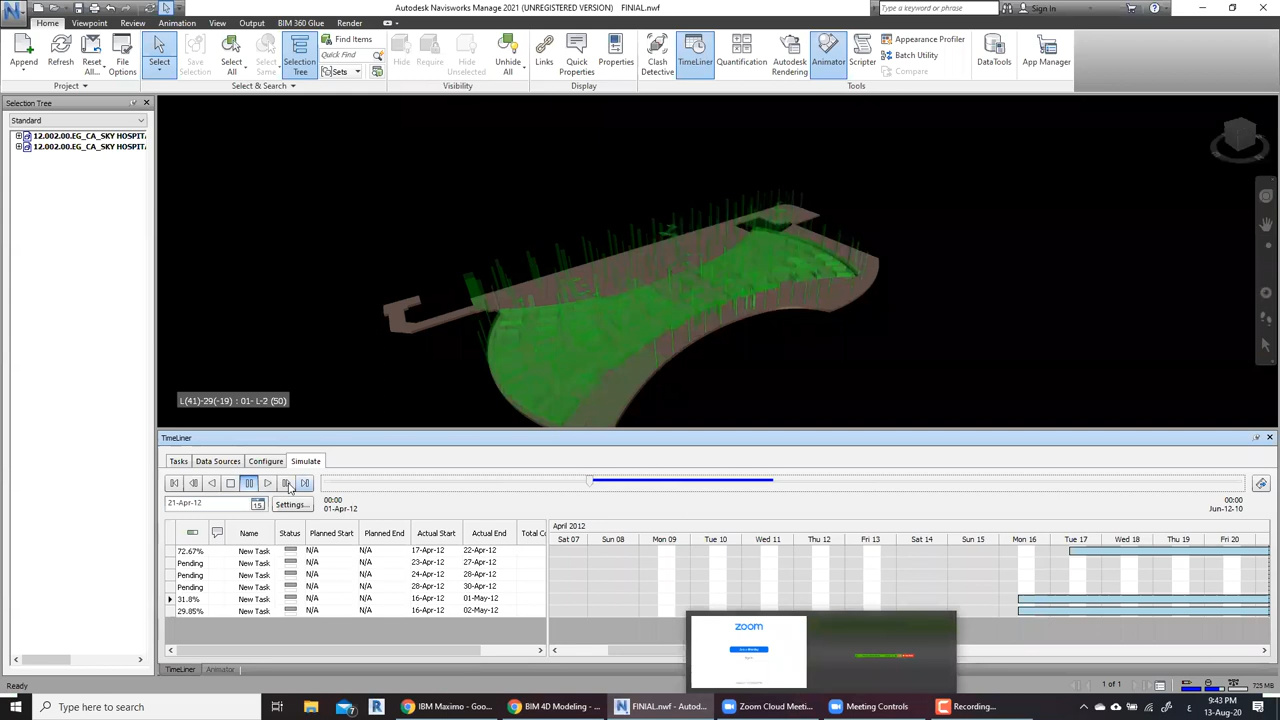 Autodesk Navisworks Manage 2021 (UNREGISTERED VERSION) FINIAL.nwf
Type a keyword or phrase
Sign In
Home Viewpoint Review Animation View Output BIM 360 Glue Render
Append
Refresh
Reset All...
File Options
Project
Select
Save Selection
Select All
Select Same
Selection Tree
Find Items
Quick Find
Sets
Select & Search
Hide
Require
Hide Unselected
Unhide All
Visibility
Links
Quick Properties
Properties
Display
Clash Detective
TimeLiner
Quantification
Autodesk Rendering
Animator
Scripter
Appearance Profiler
Batch Utility
Compare
Tools
DataTools
App Manager
Selection Tree
Standard
12.002.00.EG_CA_SKY HOSPIT
12.002.00.EG_CA_SKY HOSPIT
L(41)-29(-19) : 01- L-2 (50)
TimeLiner
Tasks Data Sources Configure Simulate
21-Apr-12
15
Settings...
00:00
01-Apr-12
00:00
Jun-12-10
Name Status Planned Start Planned End Actual Start Actual End Total Co
72.67% New Task N/A N/A 17-Apr-12 22-Apr-12
Pending New Task N/A N/A 23-Apr-12 27-Apr-12
Pending New Task N/A N/A 24-Apr-12 28-Apr-12
Pending New Task N/A N/A 28-Apr-12 30-Apr-12
31.8% New Task N/A N/A 16-Apr-12 01-May-12
29.85% New Task N/A N/A 16-Apr-12 02-May-12
April 2012
Sat 07 Sun 08 Mon 09 Tue 10 Wed 11 Thu 12 Fri 13 Sat 14 Sun 15 Mon 16 Tue 17 Wed 18 Thu 19 Fri 20
zoom
TimeLiner Animator
Ready
1 of 1
725 MB
Type here to search
IBM Maximo - Goo...
BIM 4D Modeling - ...
FINIAL.nwf - Autod...
Zoom Cloud Meeti...
Meeting Controls
Recording...
9:43 PM
13-Aug-20